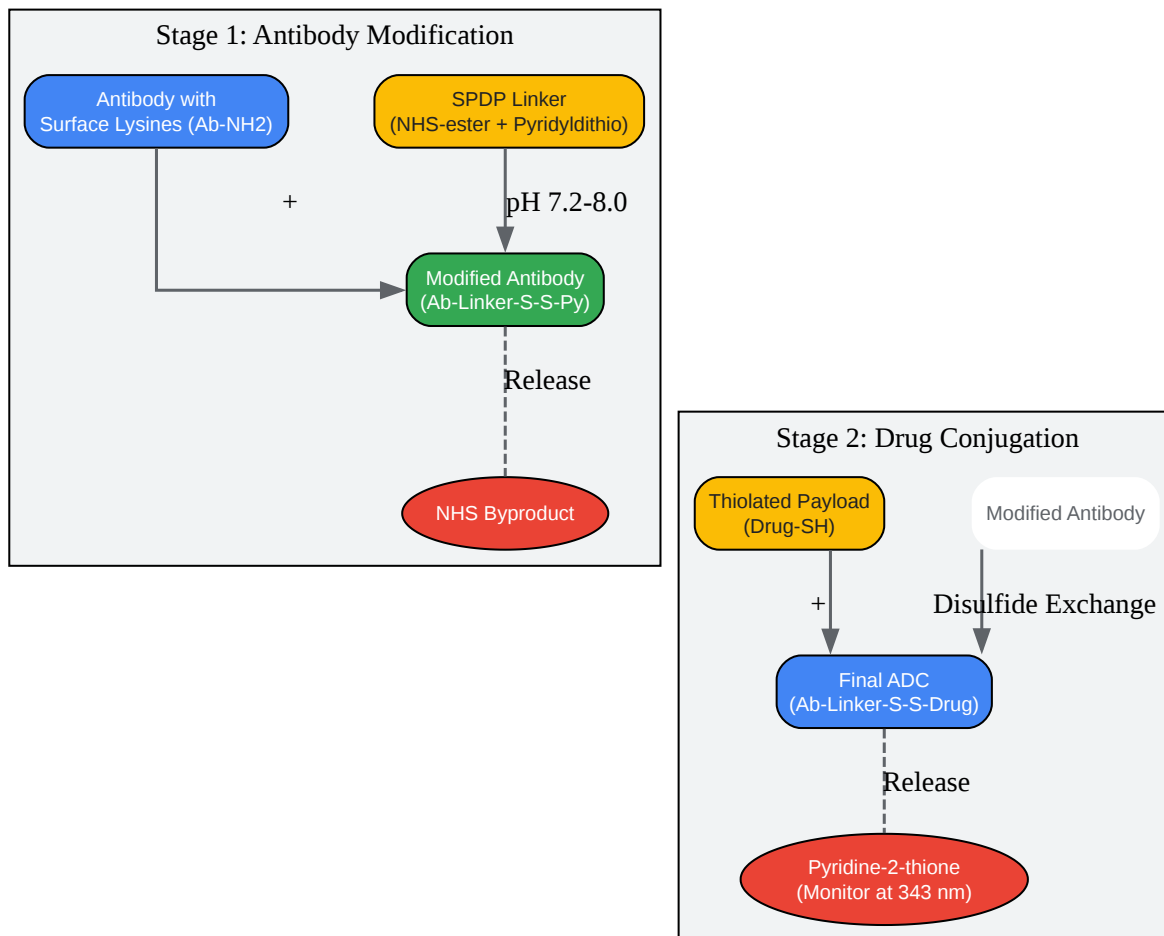 Stage 1: Antibody Modification
Antibody with
Surface Lysines (Ab-NH2)
SPDP Linker
(NHS-ester + Pyridyldithio)
+
pH 7.2-8.0
Modified Antibody
(Ab-Linker-S-S-Py)
Release
NHS Byproduct
Stage 2: Drug Conjugation
Thiolated Payload
(Drug-SH)
Modified Antibody
+
Disulfide Exchange
Final ADC
(Ab-Linker-S-S-Drug)
Release
Pyridine-2-thione
(Monitor at 343 nm)